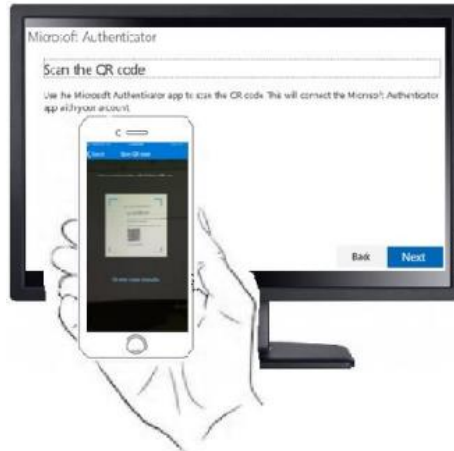 Microsoft Authenticator
Scan the QR code
Use the Microsoft Authenticator app to scan the QR code. This will connect the Microsoft Authenticator
app with your account.
Back Next